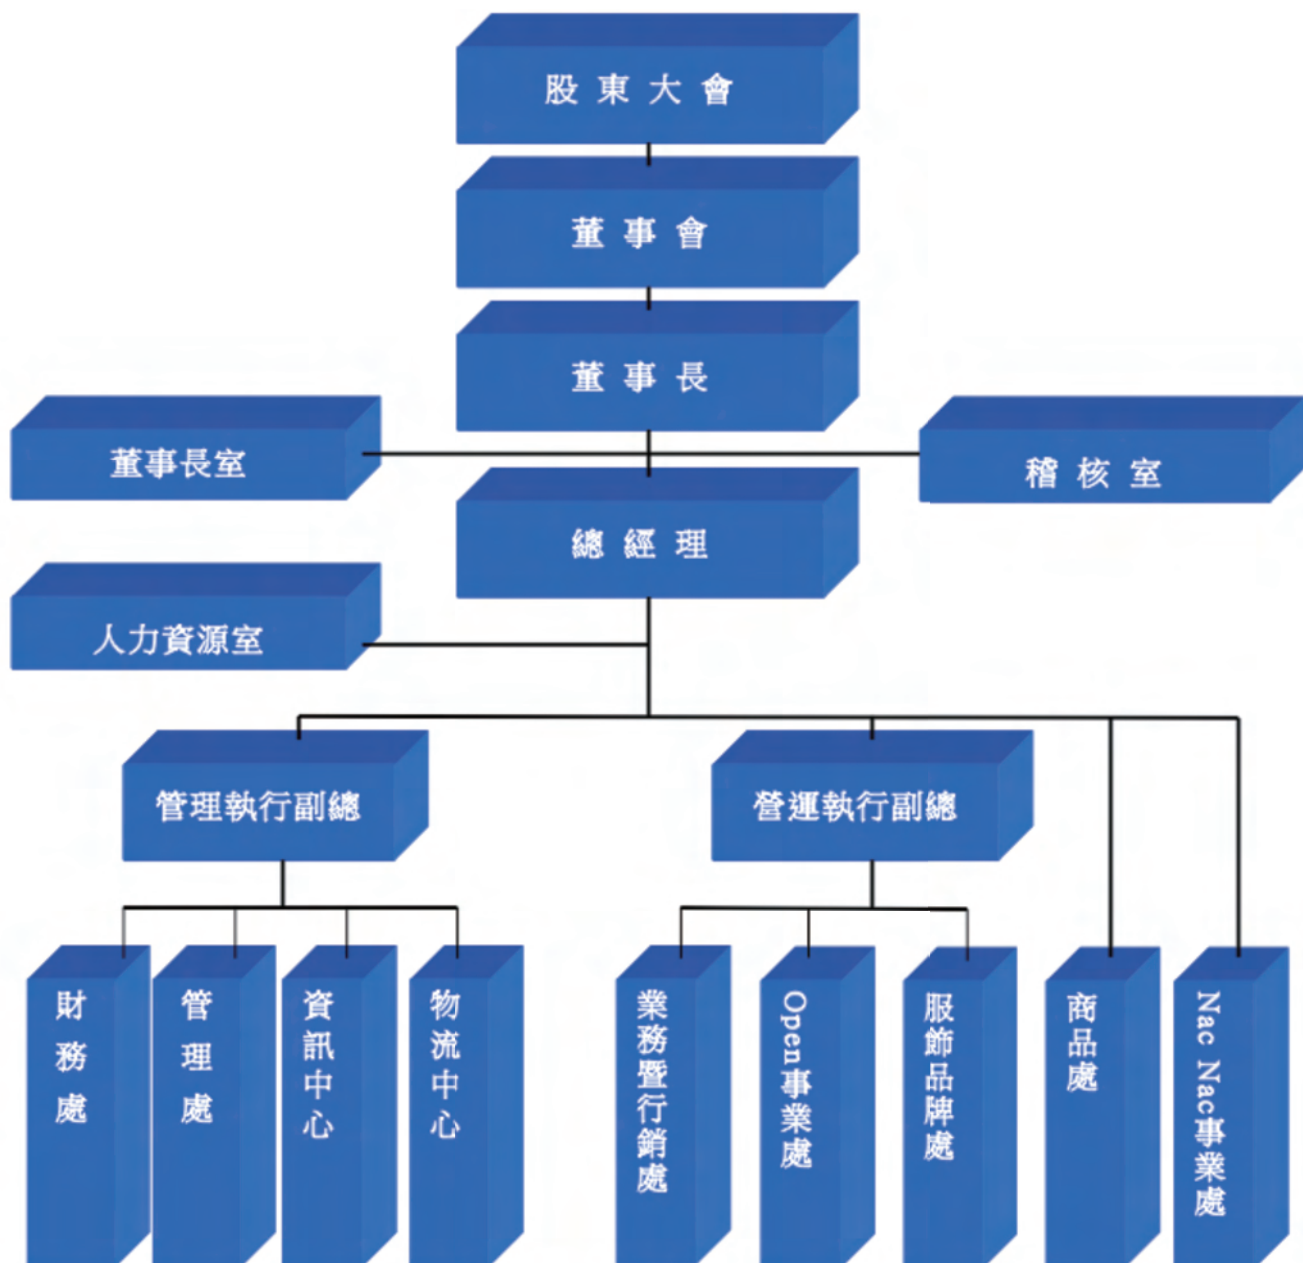 股東大會
董事會
董事長
董事長室
稽核室
總經理
人力資源室
管理執行副總
營運執行副總
財務處
管理處
資訊中心
物流中心
業務暨行銷處
Open事業處
服飾品牌處
商品處
Nac Nac事業處